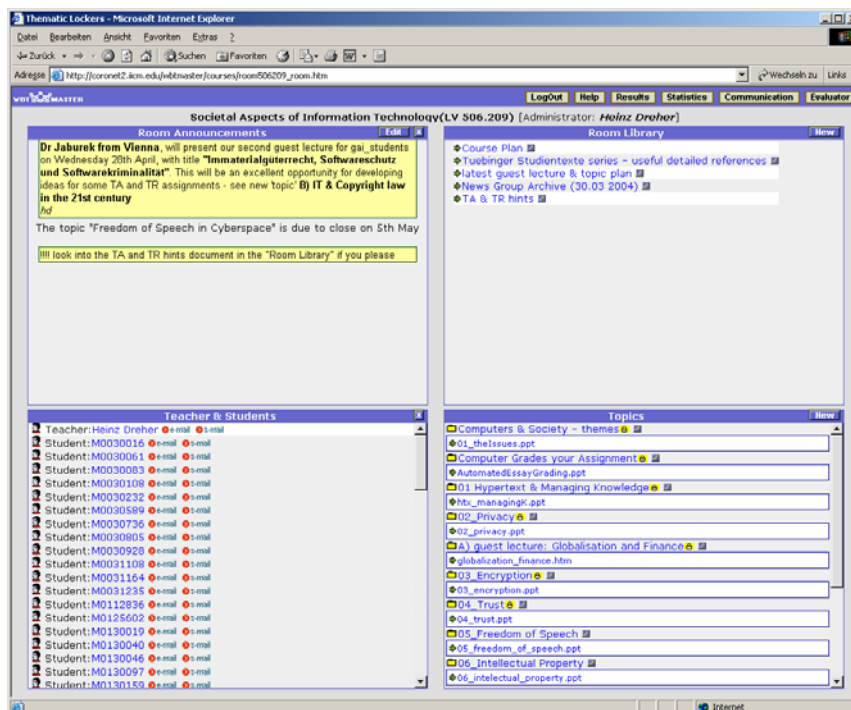 Thematic Lockers - Microsoft Internet Explorer
Datei Bearbeiten Ansicht Favoriten Extras ?
Zurück Suchen Favoriten
Adresse http://coronet2.iicm.edu/wbtmaster/courses/room506209_room.htm Wechseln zu Links
WBT MASTER LogOut Help Results Statistics Communication Evaluator
Societal Aspects of Information Technology(LV 506.209) [Administrator: Heinz Dreher]
Room Announcements Edit X
Dr Jaburek from Vienna, will present our second guest lecture for gai_students
on Wednesday 28th April, with title "Immaterialgüterrecht, Softwareschutz
und Softwarekriminalität". This will be an excellent opportunity for developing
ideas for some TA and TR assignments - see new 'topic' B) IT & Copyright law
in the 21st century
hd
The topic "Freedom of Speech in Cyberspace" is due to close on 5th May
!!!! look into the TA and TR hints document in the "Room Library" if you please
Room Library New
Course Plan
Tuebinger Studientexte series - useful detailed references
latest guest lecture & topic plan
News Group Archive (30.03 2004)
TA & TR hints
Teacher & Students X
Teacher:Heinz Dreher e-mail s-mail
Student:M0030016 e-mail s-mail
Student:M0030061 e-mail s-mail
Student:M0030083 e-mail s-mail
Student:M0030108 e-mail s-mail
Student:M0030232 e-mail s-mail
Student:M0030589 e-mail s-mail
Student:M0030736 e-mail s-mail
Student:M0030805 e-mail s-mail
Student:M0030928 e-mail s-mail
Student:M0031108 e-mail s-mail
Student:M0031164 e-mail s-mail
Student:M0031235 e-mail s-mail
Student:M0112836 e-mail s-mail
Student:M0125602 e-mail s-mail
Student:M0130019 e-mail s-mail
Student:M0130040 e-mail s-mail
Student:M0130046 e-mail s-mail
Student:M0130097 e-mail s-mail
Student:M0130159 e-mail s-mail
Topics New
Computers & Society - themes
01_theIssues.ppt
Computer Grades your Assignment
AutomatedEssayGrading.ppt
01 Hypertext & Managing Knowledge
htx_managingK.ppt
02_Privacy
02_privacy.ppt
A) guest lecture: Globalisation and Finance
globalization_finance.htm
03_Encryption
03_encryption.ppt
04_Trust
04_trust.ppt
05_Freedom of Speech
05_freedom_of_speech.ppt
06_Intellectual Property
06_intelectual_property.ppt
Internet